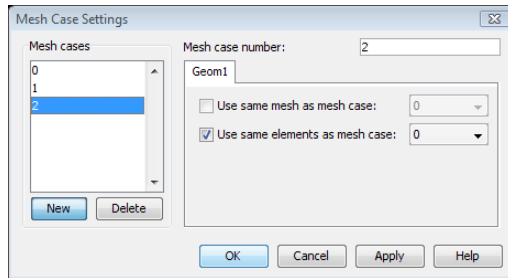 Mesh Case Settings
Mesh cases
0
1
2
New Delete
Mesh case number: 2
Geom1
Use same mesh as mesh case: 0
Use same elements as mesh case: 0
OK Cancel Apply Help